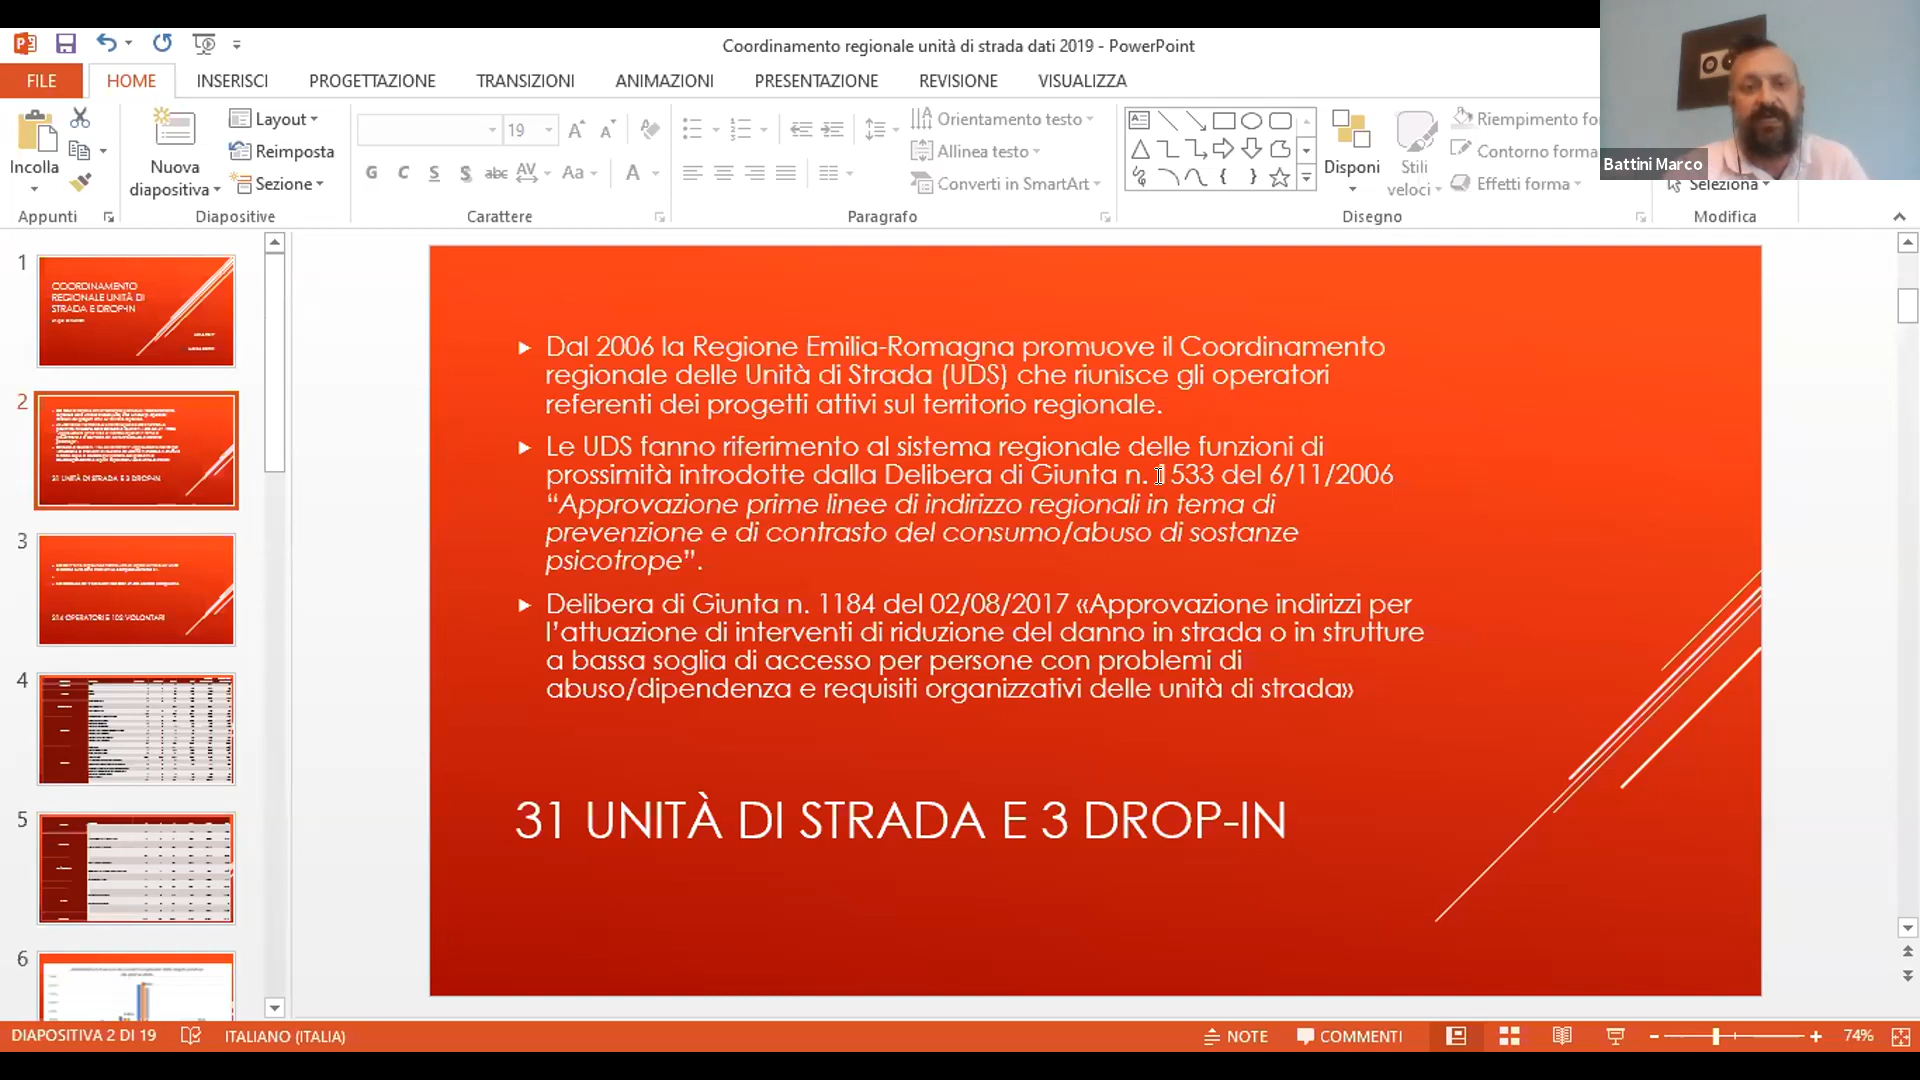 Coordinamento regionale unità di strada dati 2019 - PowerPoint
FILE HOME INSERISCI PROGETTAZIONE TRANSIZIONI ANIMAZIONI PRESENTAZIONE REVISIONE VISUALIZZA
Incolla
Appunti
Nuova
diapositiva
Layout
Reimposta
Sezione
Diapositive
19
G C S S abc AV Aa A
Carattere
Orientamento testo
Allinea testo
Converti in SmartArt
Paragrafo
Disponi
Stili
veloci
Riempimento fo
Contorno forma
Effetti forma
Disegno
Seleziona
Modifica
Battini Marco
1
COORDINAMENTO
REGIONALE UNITÀ DI
STRADA E DROP-IN
2
31 UNITÀ DI STRADA E 3 DROP-IN
3
214 OPERATORI E 102 VOLONTARI
4
5
6
Dal 2006 la Regione Emilia-Romagna promuove il Coordinamento
regionale delle Unità di Strada (UDS) che riunisce gli operatori
referenti dei progetti attivi sul territorio regionale.
Le UDS fanno riferimento al sistema regionale delle funzioni di
prossimità introdotte dalla Delibera di Giunta n. 1533 del 6/11/2006
“Approvazione prime linee di indirizzo regionali in tema di
prevenzione e di contrasto del consumo/abuso di sostanze
psicotrope”.
Delibera di Giunta n. 1184 del 02/08/2017 «Approvazione indirizzi per
l’attuazione di interventi di riduzione del danno in strada o in strutture
a bassa soglia di accesso per persone con problemi di
abuso/dipendenza e requisiti organizzativi delle unità di strada»
31 UNITÀ DI STRADA E 3 DROP-IN
DIAPOSITIVA 2 DI 19 ITALIANO (ITALIA) NOTE COMMENTI 74%